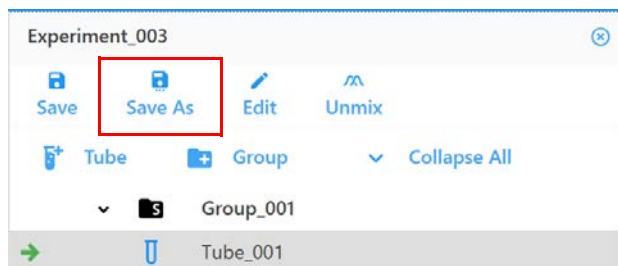 Experiment_003
Save Save As Edit Unmix
Tube Group Collapse All
S Group_001
Tube_001